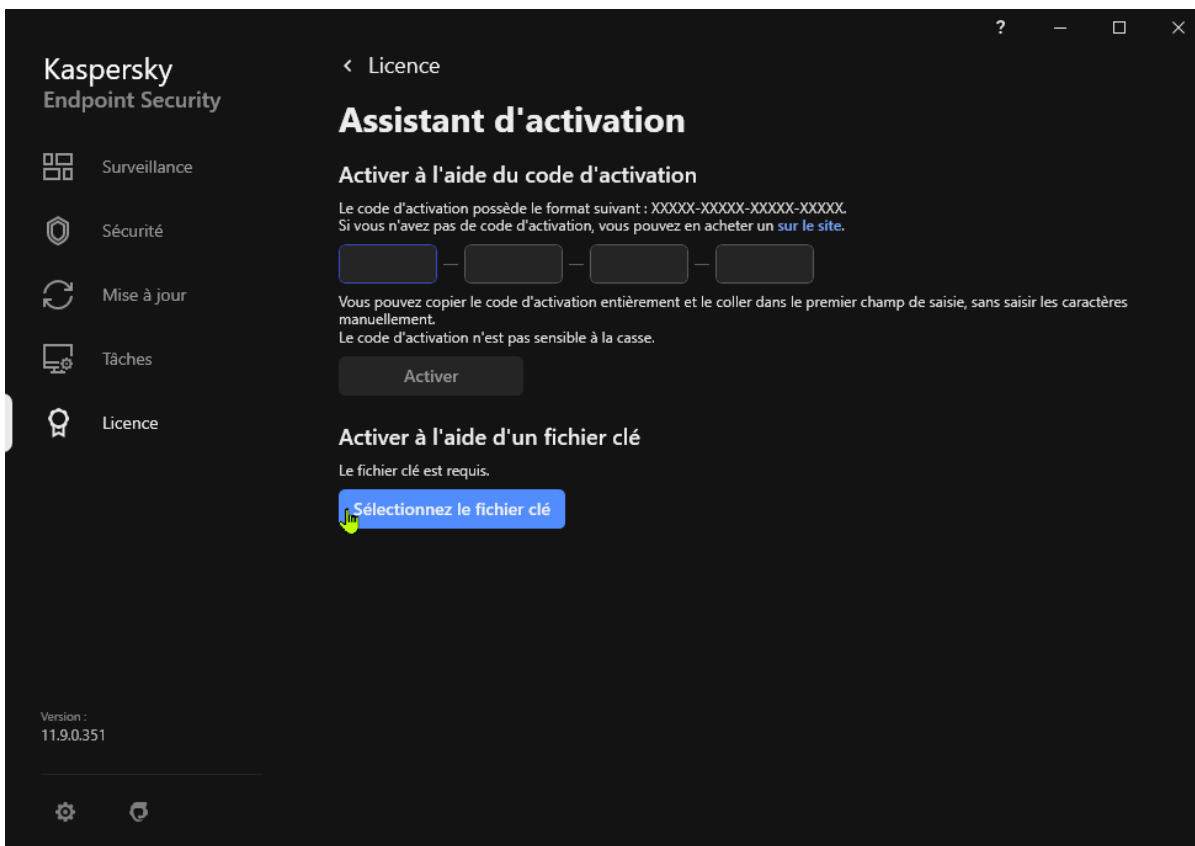 ?
Kaspersky
Endpoint Security
Surveillance
Sécurité
Mise à jour
Tâches
Licence
Version :
11.9.0.351
Licence
Assistant d'activation
Activer à l'aide du code d'activation
Le code d'activation possède le format suivant : XXXXX-XXXXX-XXXXX-XXXXX.
Si vous n'avez pas de code d'activation, vous pouvez en acheter un sur le site.
Vous pouvez copier le code d'activation entièrement et le coller dans le premier champ de saisie, sans saisir les caractères
manuellement.
Le code d'activation n'est pas sensible à la casse.
Activer
Activer à l'aide d'un fichier clé
Le fichier clé est requis.
Sélectionnez le fichier clé